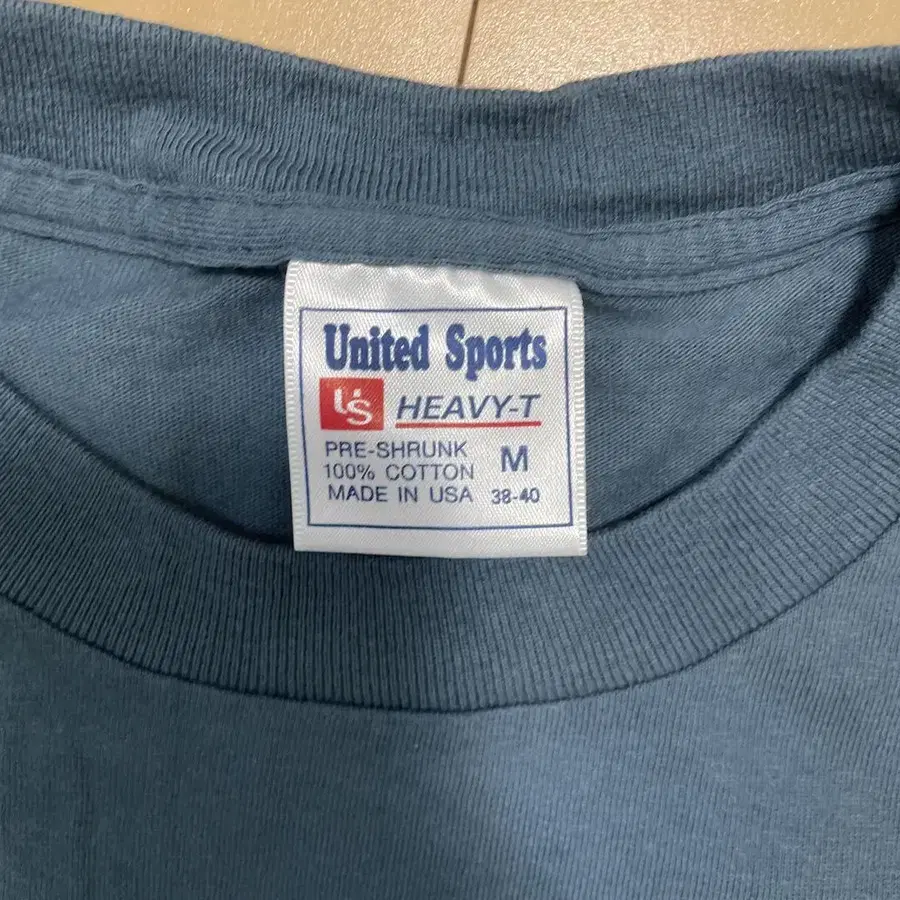 United Sports
US HEAVY-T
PRE-SHRUNK
100% COTTON M
MADE IN USA 38-40